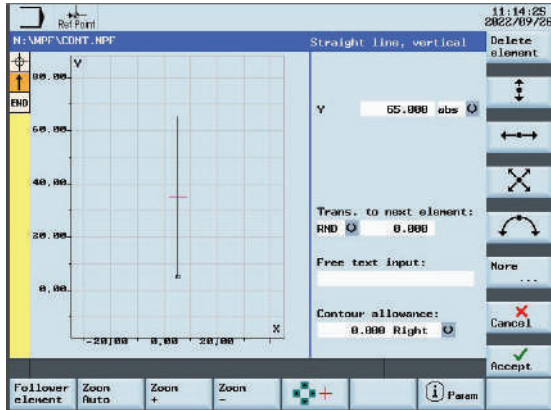 11:14:25
Ref Point
2022/09/26
N:\MPF\CONT.MPF
Straight line, vertical
Delete
element
Y
80.00
END
Y
65.000 abs
60.00
40.00
Trans. to next element:
RND
0.000
20.00
Free text input:
More
...
0.00
Contour allowance:
Cancel
X
0.000 Right
-20.00
0.00
20.00
Accept
Follower
element
Zoom
Auto
Zoom
+
Zoom
-
i Param